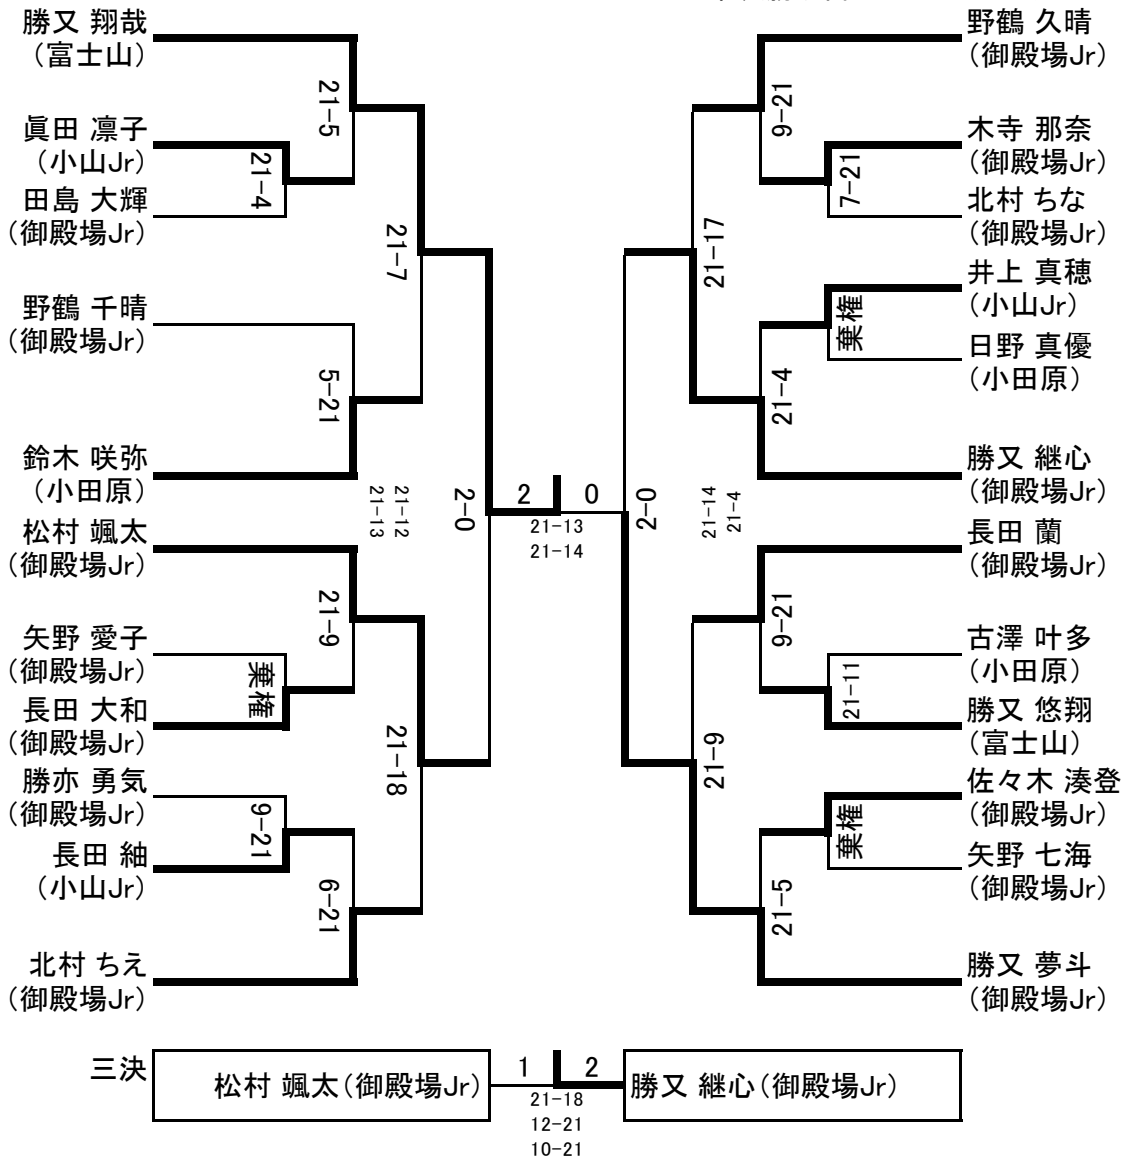 勝又 翔哉
(富士山)
21-5
眞田 凛子
(小山Jr)
21-4
田島 大輝
(御殿場Jr)
21-7
野鶴 千晴
(御殿場Jr)
5-21
鈴木 咲弥
(小田原)
21-13
21-12
2-0
松村 颯太
(御殿場Jr)
21-9
矢野 愛子
(御殿場Jr)
棄権
長田 大和
(御殿場Jr)
21-18
勝亦 勇気
(御殿場Jr)
9-21
長田 紬
(小山Jr)
6-21
北村 ちえ
(御殿場Jr)
2 0
21-13
21-14
野鶴 久晴
(御殿場Jr)
9-21
木寺 那奈
(御殿場Jr)
7-21
北村 ちな
(御殿場Jr)
21-17
井上 真穂
(小山Jr)
棄権
日野 真優
(小田原)
21-4
勝又 継心
(御殿場Jr)
2-0
21-14
21-4
長田 蘭
(御殿場Jr)
9-21
古澤 叶多
(小田原)
21-11
勝又 悠翔
(富士山)
21-9
佐々木 湊登
(御殿場Jr)
棄権
矢野 七海
(御殿場Jr)
21-5
勝又 夢斗
(御殿場Jr)
三決
松村 颯太(御殿場Jr)
1 2
勝又 継心(御殿場Jr)
21-18
12-21
10-21